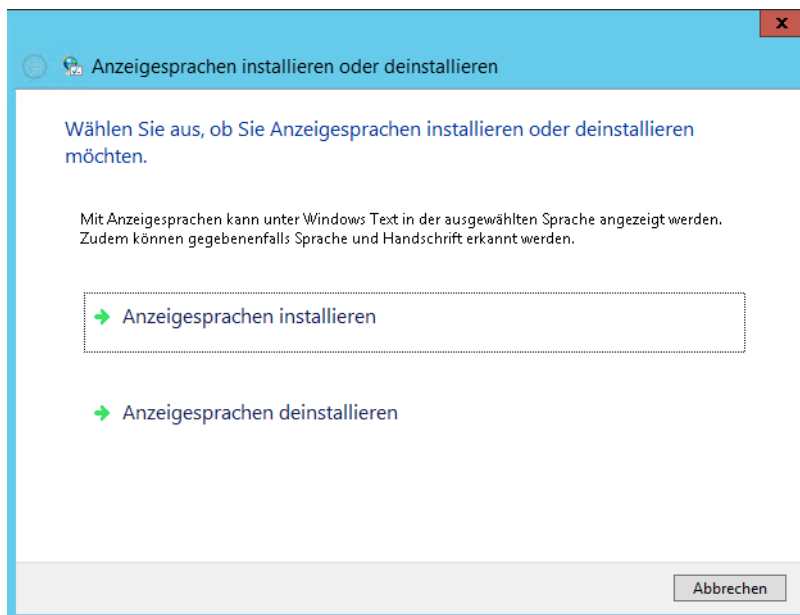 x
Anzeigesprachen installieren oder deinstallieren
Wählen Sie aus, ob Sie Anzeigesprachen installieren oder deinstallieren
möchten.
Mit Anzeigesprachen kann unter Windows Text in der ausgewählten Sprache angezeigt werden.
Zudem können gegebenenfalls Sprache und Handschrift erkannt werden.
Anzeigesprachen installieren
Anzeigesprachen deinstallieren
Abbrechen